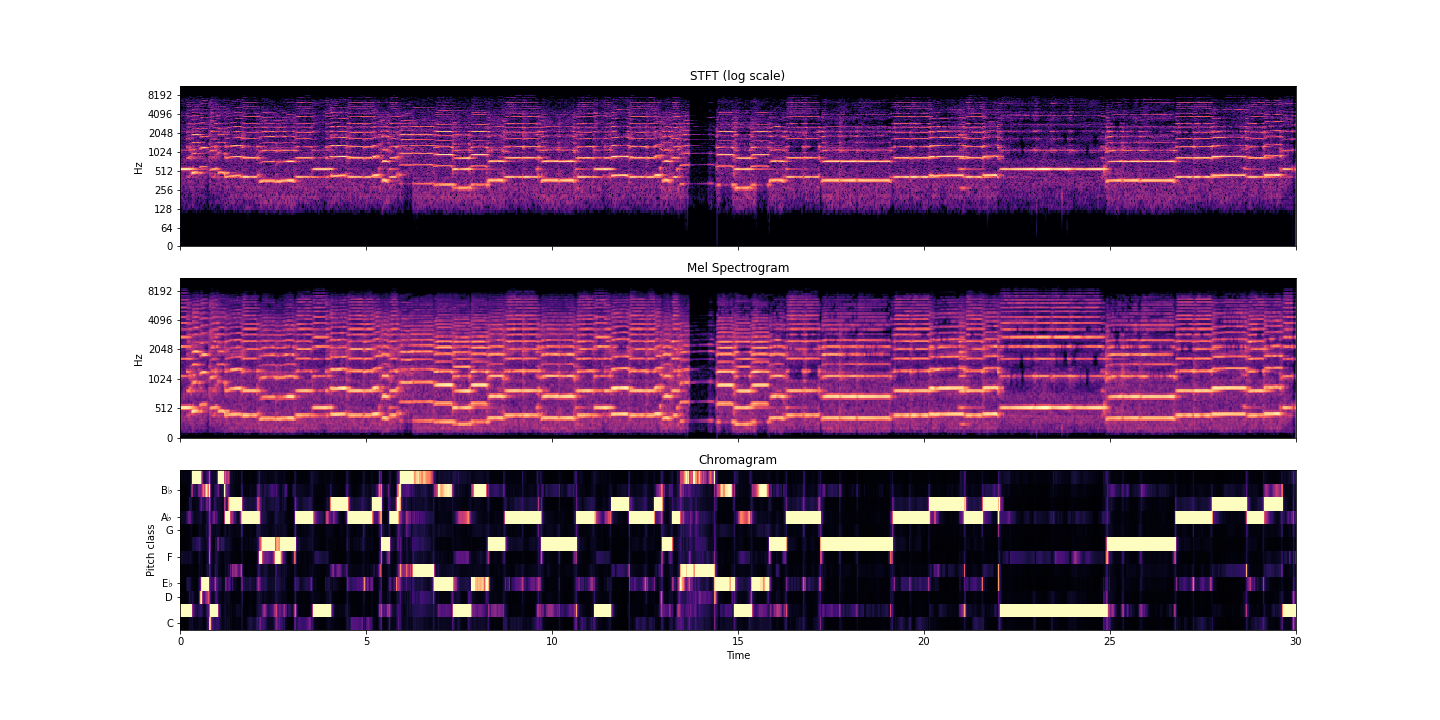 STFT (log scale)
Hz
8192
4096
2048
1024
512
256
128
64
0
Mel Spectrogram
Hz
8192
4096
2048
1024
512
0
Chromagram
Pitch class
B♭
A♭
G
F
E♭
D
C
0 5 10 15 20 25 30
Time